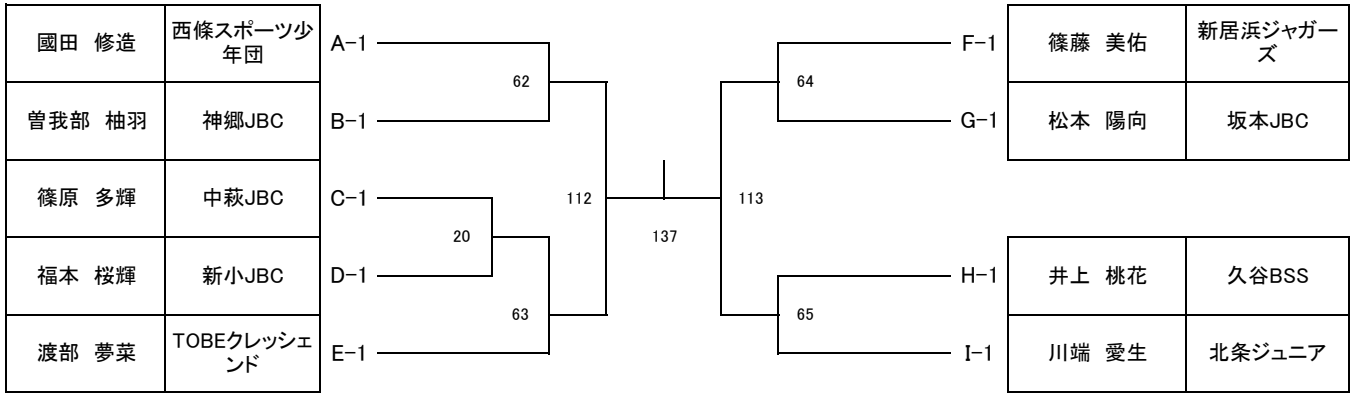 國田 修造
西條スポーツ少
年団
A-1
曽我部 柚羽
神郷JBC
B-1
62
篠原 多輝
中萩JBC
C-1
福本 桜輝
新小JBC
D-1
20
渡部 夢菜
TOBEクレッシェ
ンド
E-1
63
112
137
113
64
F-1
篠藤 美佑
新居浜ジャガー
ズ
G-1
松本 陽向
坂本JBC
65
H-1
井上 桃花
久谷BSS
I-1
川端 愛生
北条ジュニア